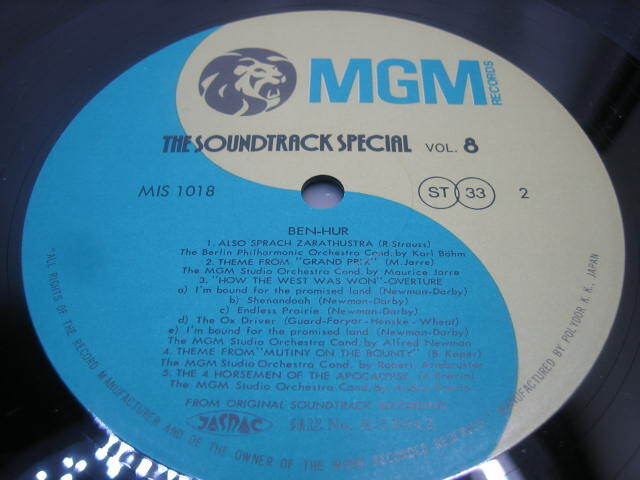 MGM
RECORDS
THE SOUNDTRACK SPECIAL VOL. 8
MIS 1018
ST 33 2
BEN-HUR
1. ALSO SPRACH ZARATHUSTRA (R. Strauss)
The Berlin Philharmonic Orchestra Cond. by Karl Böhm
2. THEME FROM "GRAND PRIX" (M. Jarre)
The MGM Studio Orchestra Cond. by Maurice Jarre
3. "HOW THE WEST WAS WON"-OVERTURE
a) I'm bound for the promised land (Newman-Darby)
b) Shenandoah (Newman-Darby)
c) Endless Prairie (Newman-Darby)
d) The Ox Driver (Guard-Faryar-Henske-Wheat)
e) I'm bound for the promised land (Newman-Darby)
The MGM Studio Orchestra Cond. by Alfred Newman
4. THEME FROM "MUTINY ON THE BOUNTY" (B. Kaper)
The MGM Studio Orchestra Cond. by Robert Armbruster
5. THE 4 HORSEMEN OF THE APOCALYPSE (A. Previn)
The MGM Studio Orchestra Cond. by André Previn
FROM ORIGINAL SOUNDTRACK RECORDING
JASRAC
"ALL RIGHTS OF THE RECORD MANUFACTURER AND OF THE OWNER OF THE RECORDED MANUFACTURED BY POLYDOR K. K., JAPAN